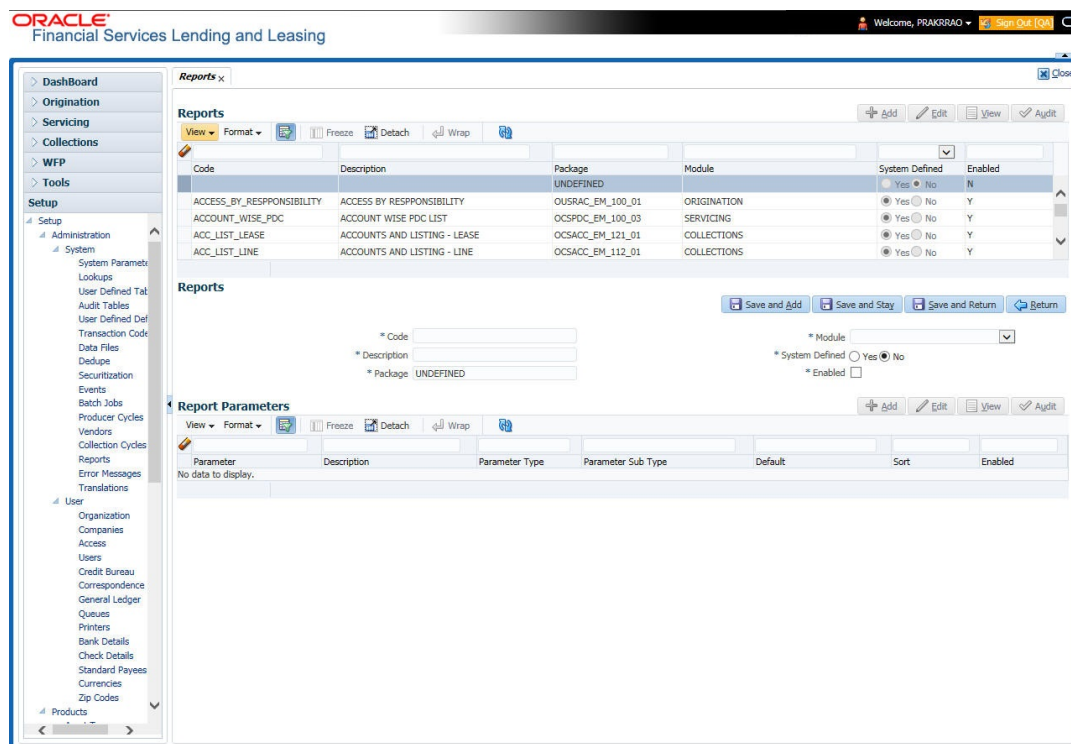 ORACLE
Financial Services Lending and Leasing
Welcome, PRAKRRAO
Sign Out [QA]
DashBoard
Origination
Servicing
Collections
WFP
Tools
Setup
Setup
Administration
System
System Paramete
Lookups
User Defined Tab
Audit Tables
User Defined Def
Transaction Code
Data Files
Dedupe
Securitization
Events
Batch Jobs
Producer Cycles
Vendors
Collection Cycles
Reports
Error Messages
Translations
User
Organization
Companies
Access
Users
Credit Bureau
Correspondence
General Ledger
Queues
Printers
Bank Details
Check Details
Standard Payees
Currencies
Zip Codes
Products
Reports x
Close
Reports
Add Edit View Audit
View Format Freeze Detach Wrap
Code Description Package Module System Defined Enabled
UNDEFINED Yes No N
ACCESS_BY_RESPPONSIBILITY ACCESS BY RESPPONSIBILITY OUSRAC_EM_100_01 ORIGINATION Yes No Y
ACCOUNT_WISE_PDC ACCOUNT WISE PDC LIST OCSPDC_EM_100_03 SERVICING Yes No Y
ACC_LIST_LEASE ACCOUNTS AND LISTING - LEASE OCSACC_EM_121_01 COLLECTIONS Yes No Y
ACC_LIST_LINE ACCOUNTS AND LISTING - LINE OCSACC_EM_112_01 COLLECTIONS Yes No Y
Reports
Save and Add Save and Stay Save and Return Return
* Code
* Description
* Package UNDEFINED
* Module
* System Defined Yes No
* Enabled
Report Parameters
Add Edit View Audit
View Format Freeze Detach Wrap
Parameter Description Parameter Type Parameter Sub Type Default Sort Enabled
No data to display.